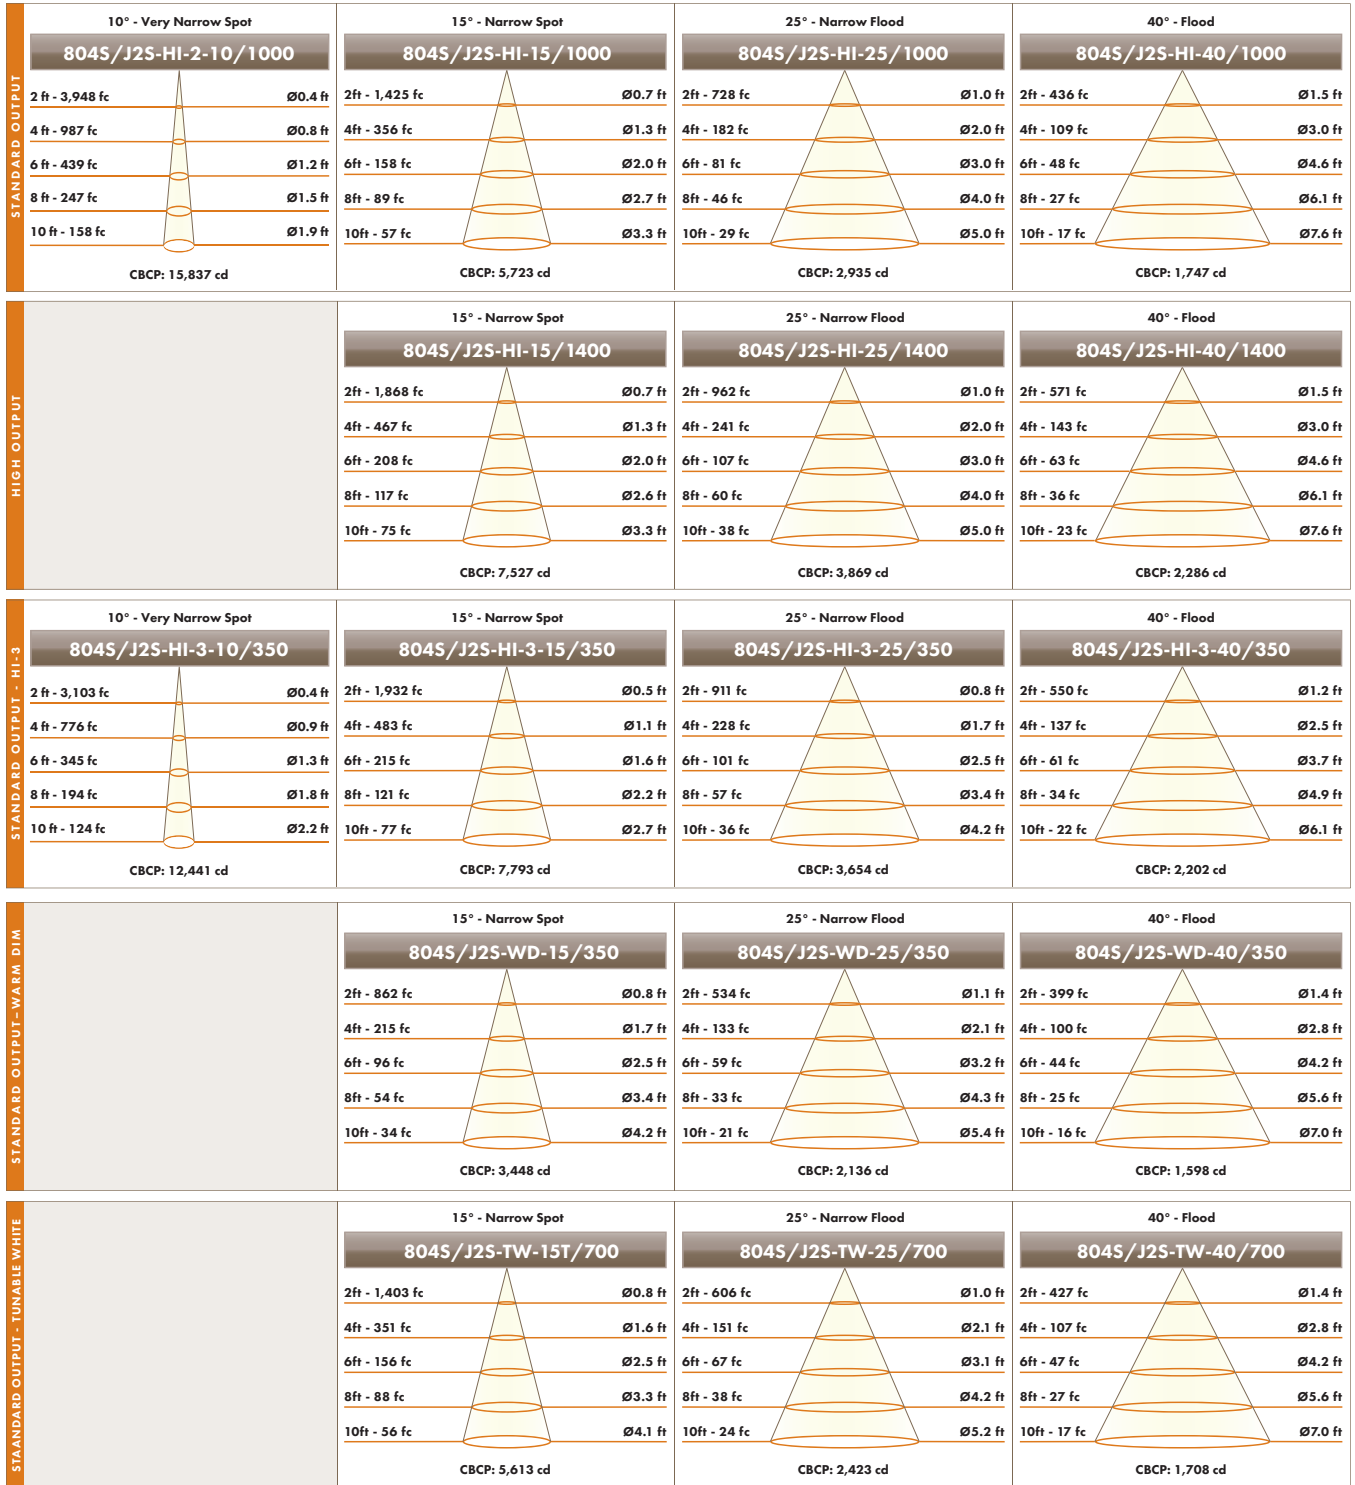 STANDARD OUTPUT
10° - Very Narrow Spot
804S/J2S-HI-2-10/1000
2 ft - 3,948 fc Ø0.4 ft
4 ft - 987 fc Ø0.8 ft
6 ft - 439 fc Ø1.2 ft
8 ft - 247 fc Ø1.5 ft
10 ft - 158 fc Ø1.9 ft
CBCP: 15,837 cd
15° - Narrow Spot
804S/J2S-HI-15/1000
2ft - 1,425 fc Ø0.7 ft
4ft - 356 fc Ø1.3 ft
6ft - 158 fc Ø2.0 ft
8ft - 89 fc Ø2.7 ft
10ft - 57 fc Ø3.3 ft
CBCP: 5,723 cd
25° - Narrow Flood
804S/J2S-HI-25/1000
2ft - 728 fc Ø1.0 ft
4ft - 182 fc Ø2.0 ft
6ft - 81 fc Ø3.0 ft
8ft - 46 fc Ø4.0 ft
10ft - 29 fc Ø5.0 ft
CBCP: 2,935 cd
40° - Flood
804S/J2S-HI-40/1000
2ft - 436 fc Ø1.5 ft
4ft - 109 fc Ø3.0 ft
6ft - 48 fc Ø4.6 ft
8ft - 27 fc Ø6.1 ft
10ft - 17 fc Ø7.6 ft
CBCP: 1,747 cd
HIGH OUTPUT
15° - Narrow Spot
804S/J2S-HI-15/1400
2ft - 1,868 fc Ø0.7 ft
4ft - 467 fc Ø1.3 ft
6ft - 208 fc Ø2.0 ft
8ft - 117 fc Ø2.6 ft
10ft - 75 fc Ø3.3 ft
CBCP: 7,527 cd
25° - Narrow Flood
804S/J2S-HI-25/1400
2ft - 962 fc Ø1.0 ft
4ft - 241 fc Ø2.0 ft
6ft - 107 fc Ø3.0 ft
8ft - 60 fc Ø4.0 ft
10ft - 38 fc Ø5.0 ft
CBCP: 3,869 cd
40° - Flood
804S/J2S-HI-40/1400
2ft - 571 fc Ø1.5 ft
4ft - 143 fc Ø3.0 ft
6ft - 63 fc Ø4.6 ft
8ft - 36 fc Ø6.1 ft
10ft - 23 fc Ø7.6 ft
CBCP: 2,286 cd
STANDARD OUTPUT - HI-3
10° - Very Narrow Spot
804S/J2S-HI-3-10/350
2 ft - 3,103 fc Ø0.4 ft
4 ft - 776 fc Ø0.9 ft
6 ft - 345 fc Ø1.3 ft
8 ft - 194 fc Ø1.8 ft
10 ft - 124 fc Ø2.2 ft
CBCP: 12,441 cd
15° - Narrow Spot
804S/J2S-HI-3-15/350
2ft - 1,932 fc Ø0.5 ft
4ft - 483 fc Ø1.1 ft
6ft - 215 fc Ø1.6 ft
8ft - 121 fc Ø2.2 ft
10ft - 77 fc Ø2.7 ft
CBCP: 7,793 cd
25° - Narrow Flood
804S/J2S-HI-3-25/350
2ft - 911 fc Ø0.8 ft
4ft - 228 fc Ø1.7 ft
6ft - 101 fc Ø2.5 ft
8ft - 57 fc Ø3.4 ft
10ft - 36 fc Ø4.2 ft
CBCP: 3,654 cd
40° - Flood
804S/J2S-HI-3-40/350
2ft - 550 fc Ø1.2 ft
4ft - 137 fc Ø2.5 ft
6ft - 61 fc Ø3.7 ft
8ft - 34 fc Ø4.9 ft
10ft - 22 fc Ø6.1 ft
CBCP: 2,202 cd
STANDARD OUTPUT–WARM DIM
15° - Narrow Spot
804S/J2S-WD-15/350
2ft - 862 fc Ø0.8 ft
4ft - 215 fc Ø1.7 ft
6ft - 96 fc Ø2.5 ft
8ft - 54 fc Ø3.4 ft
10ft - 34 fc Ø4.2 ft
CBCP: 3,448 cd
25° - Narrow Flood
804S/J2S-WD-25/350
2ft - 534 fc Ø1.1 ft
4ft - 133 fc Ø2.1 ft
6ft - 59 fc Ø3.2 ft
8ft - 33 fc Ø4.3 ft
10ft - 21 fc Ø5.4 ft
CBCP: 2,136 cd
40° - Flood
804S/J2S-WD-40/350
2ft - 399 fc Ø1.4 ft
4ft - 100 fc Ø2.8 ft
6ft - 44 fc Ø4.2 ft
8ft - 25 fc Ø5.6 ft
10ft - 16 fc Ø7.0 ft
CBCP: 1,598 cd
STAANDARD OUTPUT - TUNABLE WHITE
15° - Narrow Spot
804S/J2S-TW-15T/700
2ft - 1,403 fc Ø0.8 ft
4ft - 351 fc Ø1.6 ft
6ft - 156 fc Ø2.5 ft
8ft - 88 fc Ø3.3 ft
10ft - 56 fc Ø4.1 ft
CBCP: 5,613 cd
25° - Narrow Flood
804S/J2S-TW-25/700
2ft - 606 fc Ø1.0 ft
4ft - 151 fc Ø2.1 ft
6ft - 67 fc Ø3.1 ft
8ft - 38 fc Ø4.2 ft
10ft - 24 fc Ø5.2 ft
CBCP: 2,423 cd
40° - Flood
804S/J2S-TW-40/700
2ft - 427 fc Ø1.4 ft
4ft - 107 fc Ø2.8 ft
6ft - 47 fc Ø4.2 ft
8ft - 27 fc Ø5.6 ft
10ft - 17 fc Ø7.0 ft
CBCP: 1,708 cd